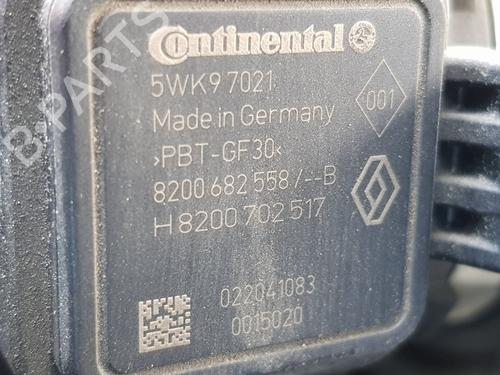 Continental
5WK9 7021
001
Made in Germany
>PBT-GF30<
8200 682 558/--B
H 8200 702 517
022041083
0015020
B-PARTS